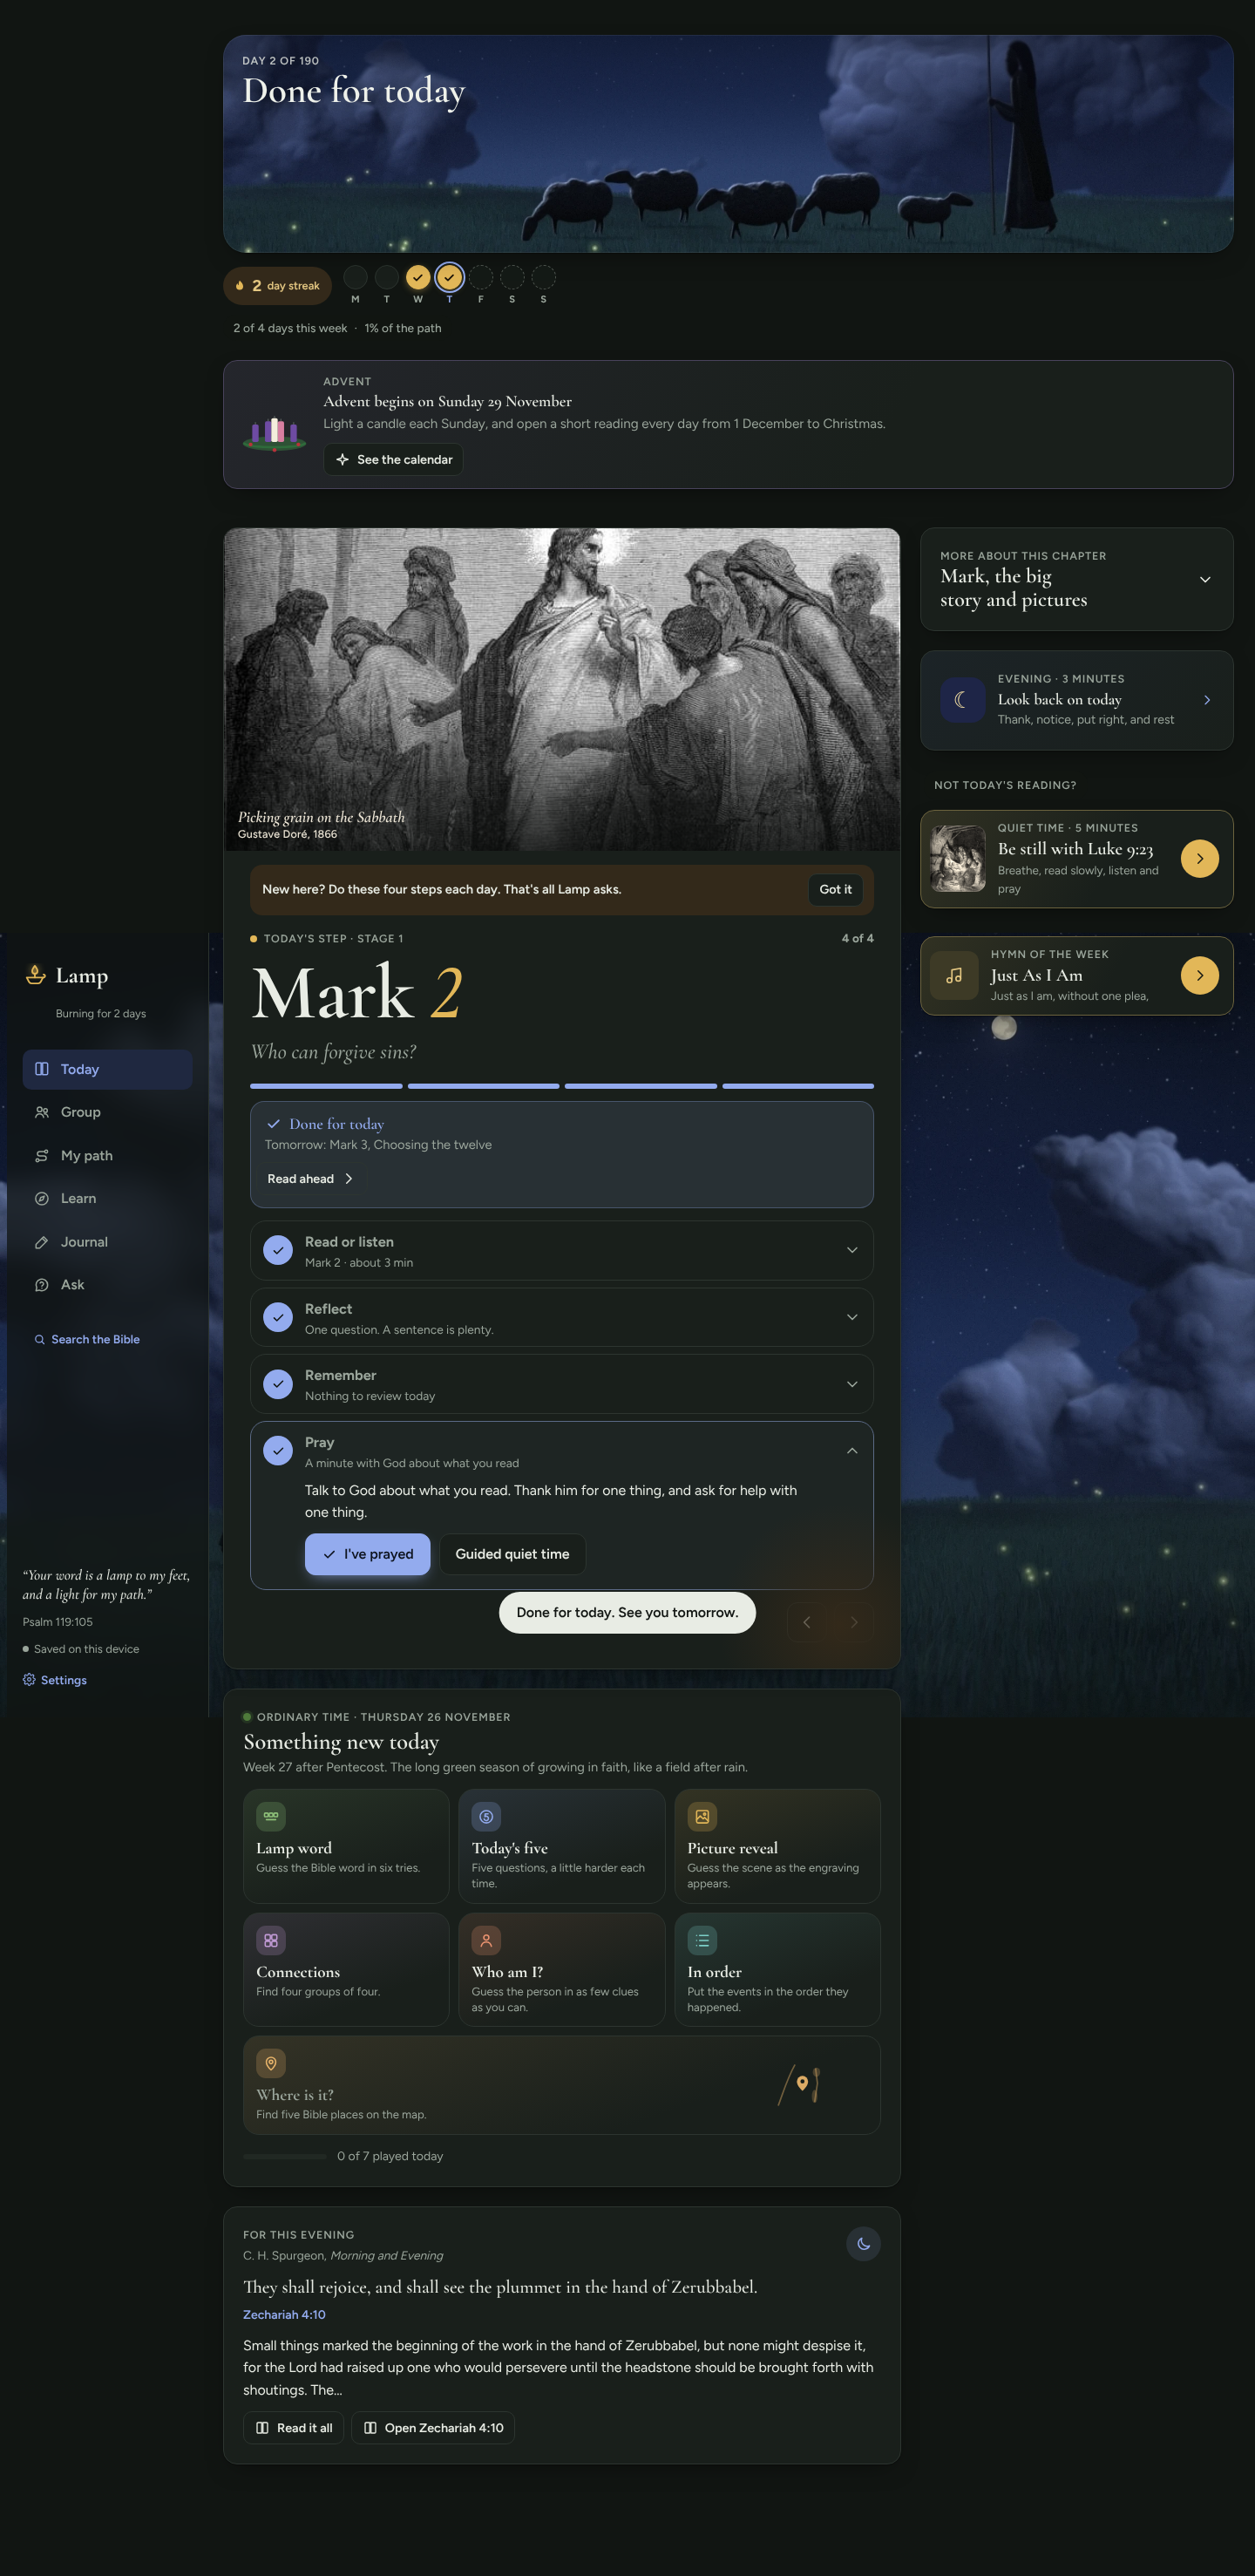 DAY 2 OF 190
Done for today
2 day streak
M T W T F S S
2 of 4 days this week · 1% of the path
ADVENT
Advent begins on Sunday 29 November
Light a candle each Sunday, and open a short reading every day from 1 December to Christmas.
See the calendar
Picking grain on the Sabbath
Gustave Doré, 1866
New here? Do these four steps each day. That's all Lamp asks.
Got it
TODAY'S STEP · STAGE 1
4 of 4
Mark 2
Who can forgive sins?
Done for today
Tomorrow: Mark 3, Choosing the twelve
Read ahead
Read or listen
Mark 2 · about 3 min
Reflect
One question. A sentence is plenty.
Remember
Nothing to review today
Pray
A minute with God about what you read
Talk to God about what you read. Thank him for one thing, and ask for help with
one thing.
I've prayed
Guided quiet time
Done for today. See you tomorrow.
MORE ABOUT THIS CHAPTER
Mark, the big
story and pictures
EVENING · 3 MINUTES
Look back on today
Thank, notice, put right, and rest
NOT TODAY'S READING?
QUIET TIME · 5 MINUTES
Be still with Luke 9:23
Breathe, read slowly, listen and
pray
HYMN OF THE WEEK
Just As I Am
Just as I am, without one plea,
Lamp
Burning for 2 days
Today
Group
My path
Learn
Journal
Ask
Search the Bible
“Your word is a lamp to my feet,
and a light for my path.”
Psalm 119:105
Saved on this device
Settings
ORDINARY TIME · THURSDAY 26 NOVEMBER
Something new today
Week 27 after Pentecost. The long green season of growing in faith, like a field after rain.
Lamp word
Guess the Bible word in six tries.
5
Today's five
Five questions, a little harder each
time.
Picture reveal
Guess the scene as the engraving
appears.
Connections
Find four groups of four.
Who am I?
Guess the person in as few clues
as you can.
In order
Put the events in the order they
happened.
Where is it?
Find five Bible places on the map.
0 of 7 played today
FOR THIS EVENING
C. H. Spurgeon, Morning and Evening
They shall rejoice, and shall see the plummet in the hand of Zerubbabel.
Zechariah 4:10
Small things marked the beginning of the work in the hand of Zerubbabel, but none might despise it,
for the Lord had raised up one who would persevere until the headstone should be brought forth with
shoutings. The…
Read it all
Open Zechariah 4:10